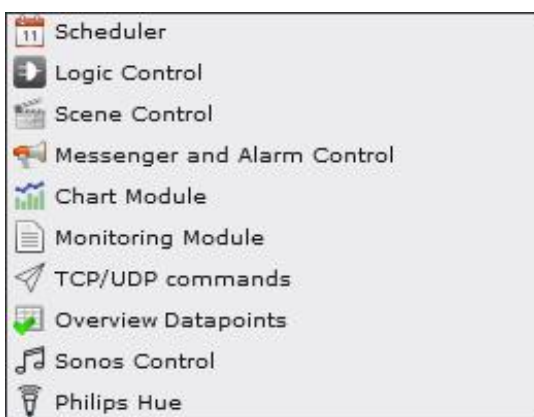 11 Scheduler
Logic Control
Scene Control
Messenger and Alarm Control
Chart Module
Monitoring Module
TCP/UDP commands
Overview Datapoints
Sonos Control
Philips Hue